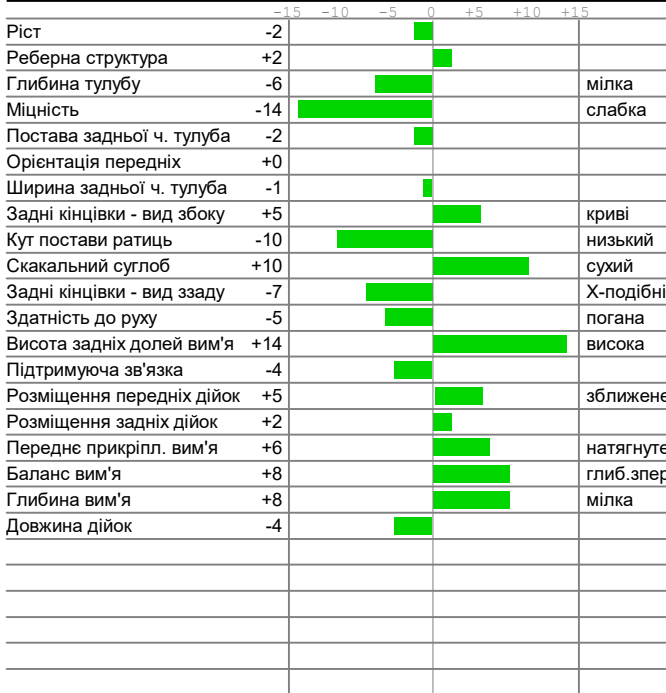 -15 -10 -5 0 +5 +10 +15
Ріст -2
Реберна структура +2
Глибина тулубу -6 мілка
Міцність -14 слабка
Постава задньої ч. тулуба -2
Орієнтація передніх +0
Ширина задньої ч. тулуба -1
Задні кінцівки - вид збоку +5 криві
Кут постави ратиць -10 низький
Скакальний суглоб +10 сухий
Задні кінцівки - вид ззаду -7 Х-подібні
Здатність до руху -5 погана
Висота задніх долей вим'я +14 висока
Підтримуюча зв'язка -4
Розміщення передніх дійок +5 зближене
Розміщення задніх дійок +2
Переднє прикріпл. вим'я +6 натягнуте
Баланс вим'я +8 глиб.зпер
Глибина вим'я +8 мілка
Довжина дійок -4